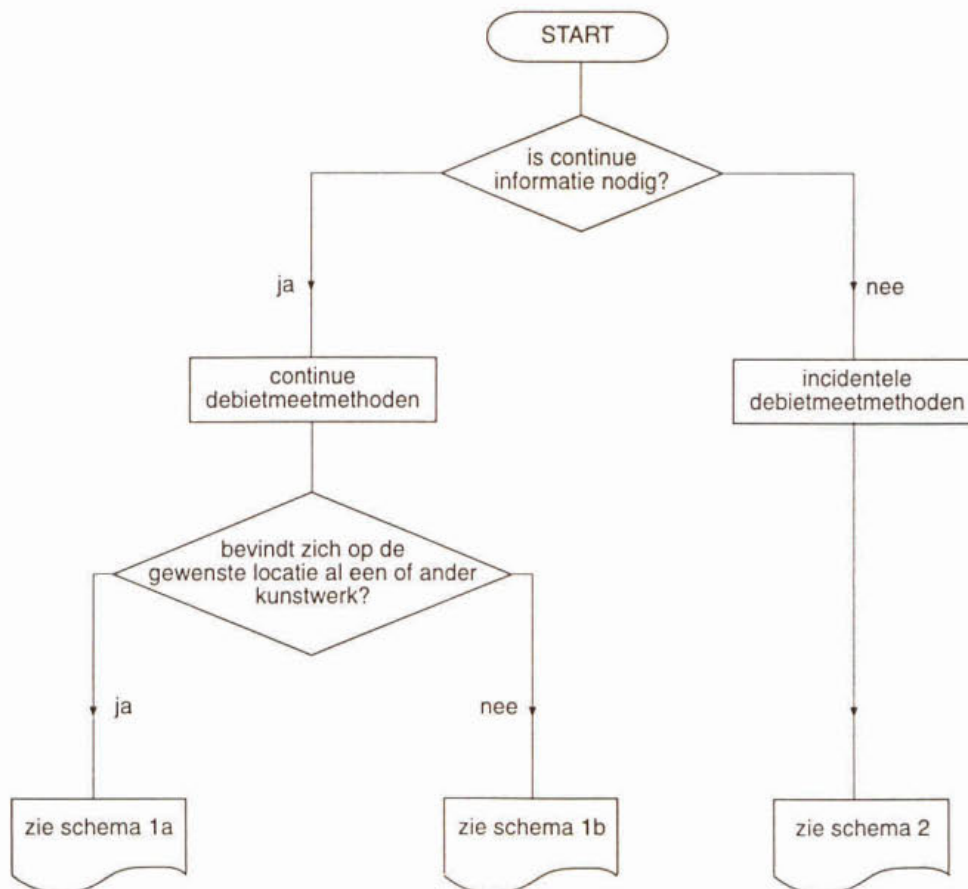 START
is continue
informatie nodig?
ja
nee
continue
debietmeetmethoden
incidentele
debietmeetmethoden
bevindt zich op de
gewenste locatie al een of ander
kunstwerk?
ja
nee
zie schema 1a
zie schema 1b
zie schema 2